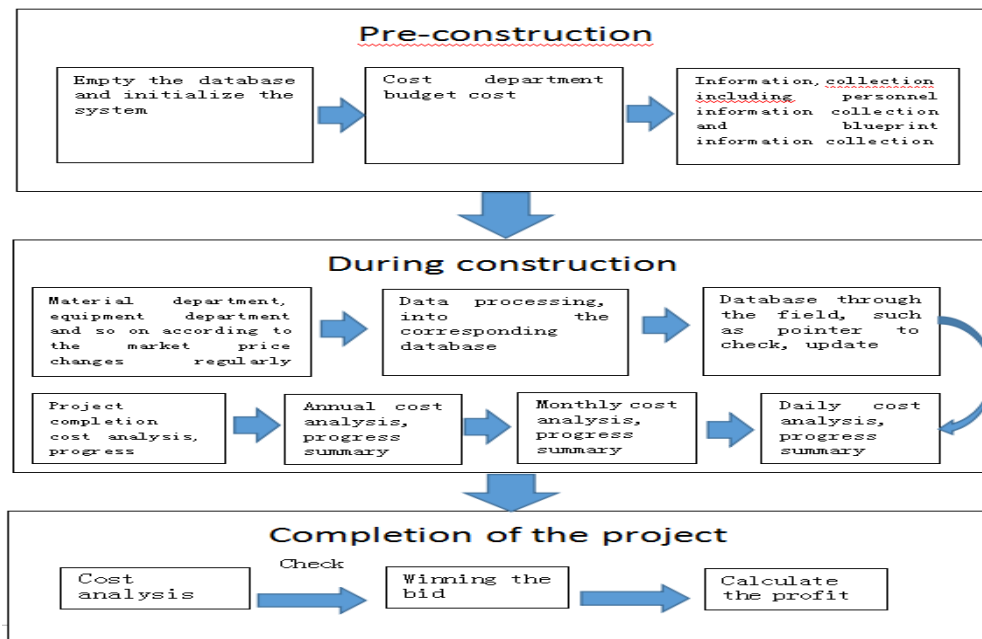 Pre-construction
Empty the database
and initialize the
system
Cost department
budget cost
Information, collection
including personnel
information collection
and blueprint
information collection
During construction
Material department,
equipment department
and so on according to
the market price
changes regularly
Data processing,
into the
corresponding
database
Database through
the field, such
as pointer to
check, update
Project
completion
cost analysis,
progress
Annual cost
analysis,
progress
summary
Monthly cost
analysis,
progress
summary
Daily cost
analysis,
progress
summary
Completion of the project
Cost
analysis
Check
Winning the
bid
Calculate
the profit